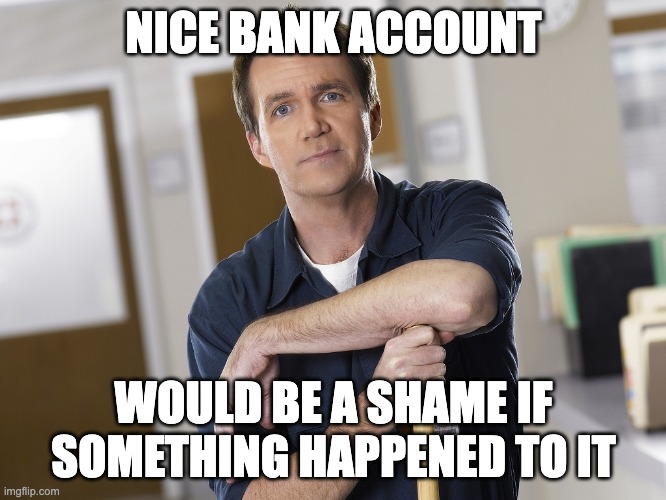 NICE BANK ACCOUNT
WOULD BE A SHAME IF
SOMETHING HAPPENED TO IT
imgflip.com